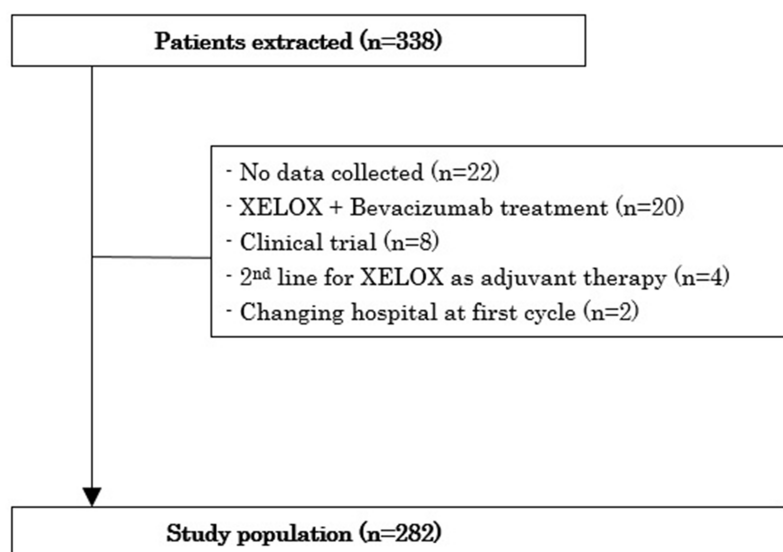 Patients extracted (n=338)
- No data collected (n=22)
- XELOX + Bevacizumab treatment (n=20)
- Clinical trial (n=8)
- 2nd line for XELOX as adjuvant therapy (n=4)
- Changing hospital at first cycle (n=2)
Study population (n=282)